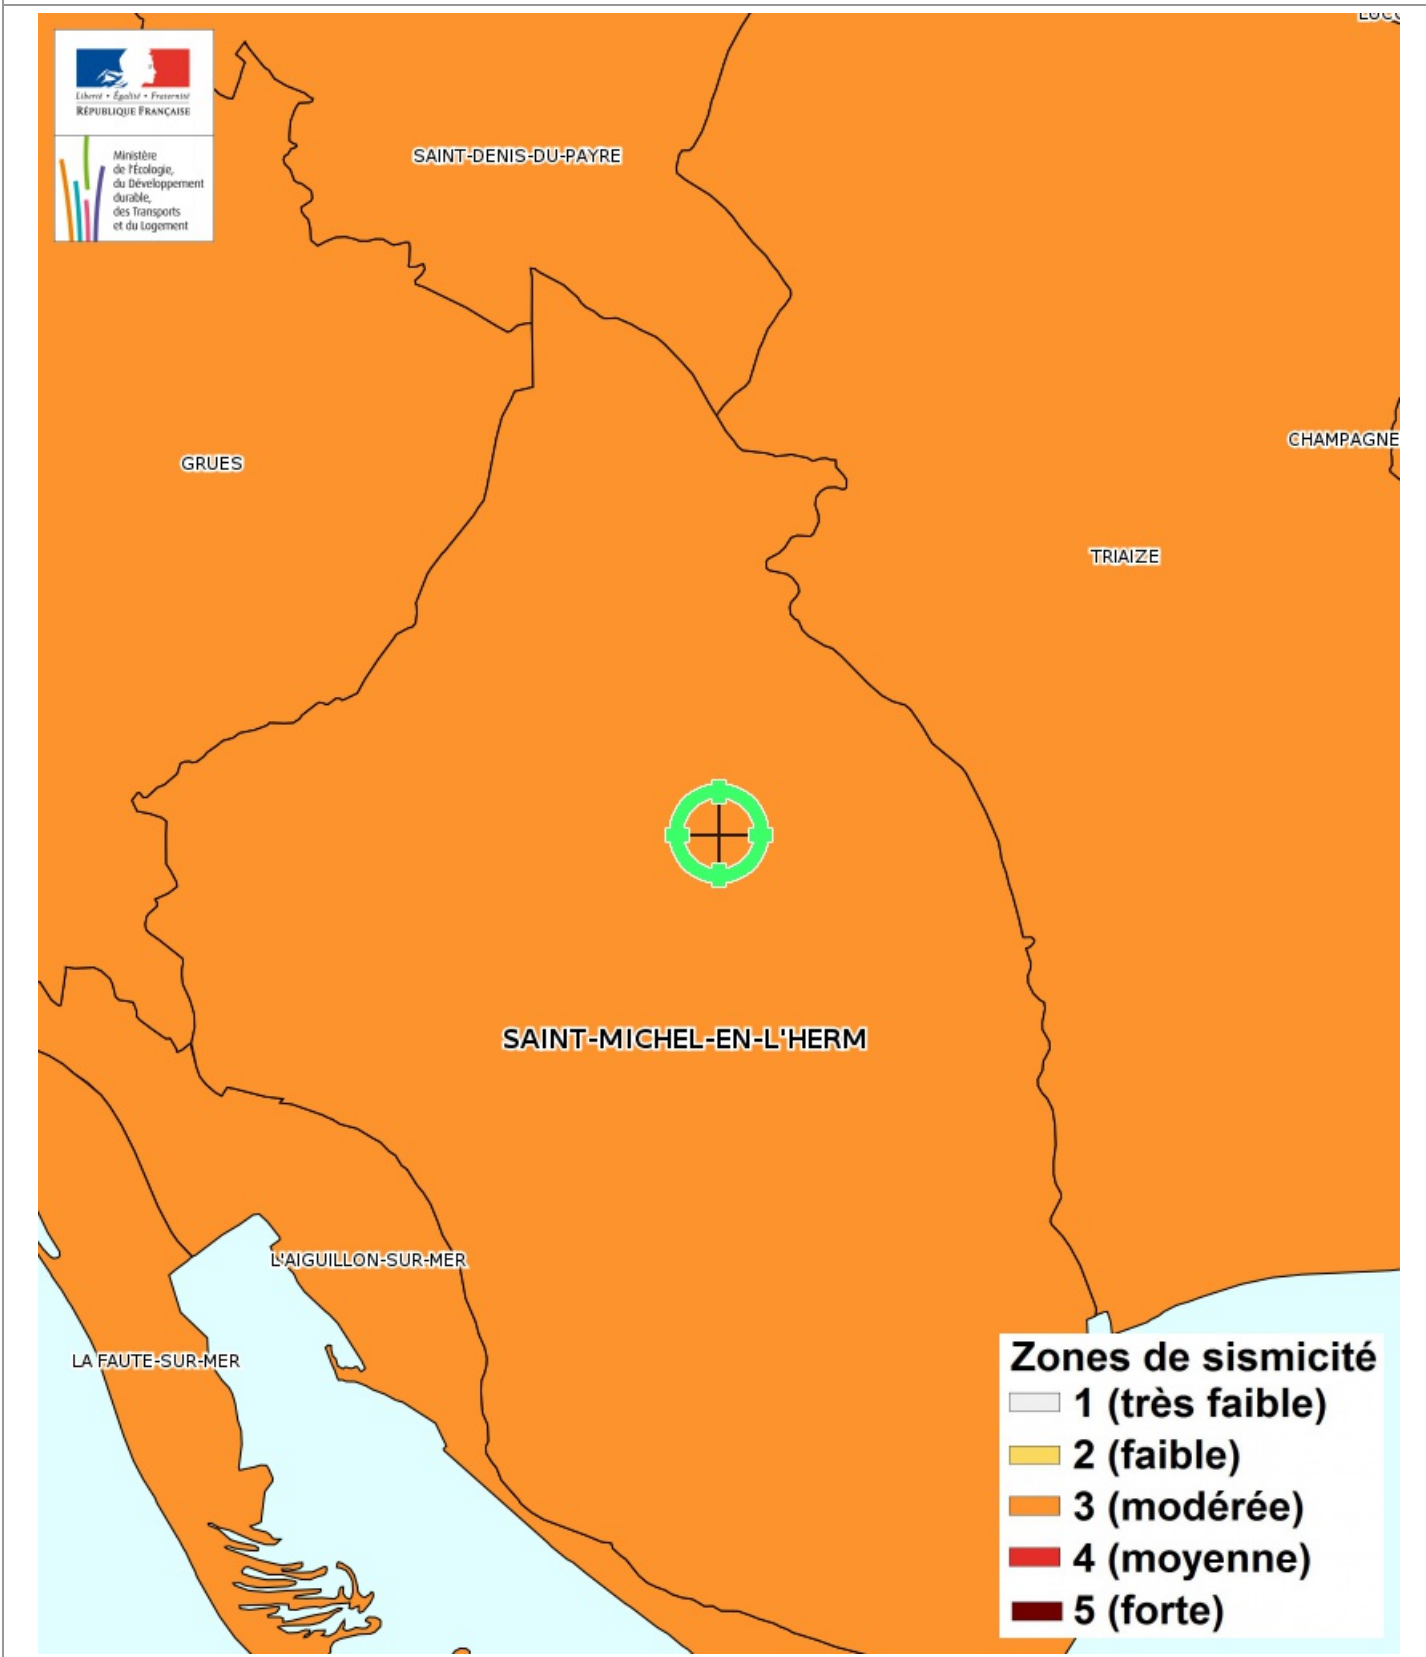 LUÇO
Liberté • Égalité • Fraternité
RÉPUBLIQUE FRANÇAISE
Ministère
de l'Écologie,
du Développement
durable,
des Transports
et du Logement
SAINT-DENIS-DU-PAYRE
CHAMPAGNE
GRUES
TRIAIZE
SAINT-MICHEL-EN-L'HERM
L'AIGUILLON-SUR-MER
LA FAUTE-SUR-MER
Zones de sismicité
1 (très faible)
2 (faible)
3 (modérée)
4 (moyenne)
5 (forte)